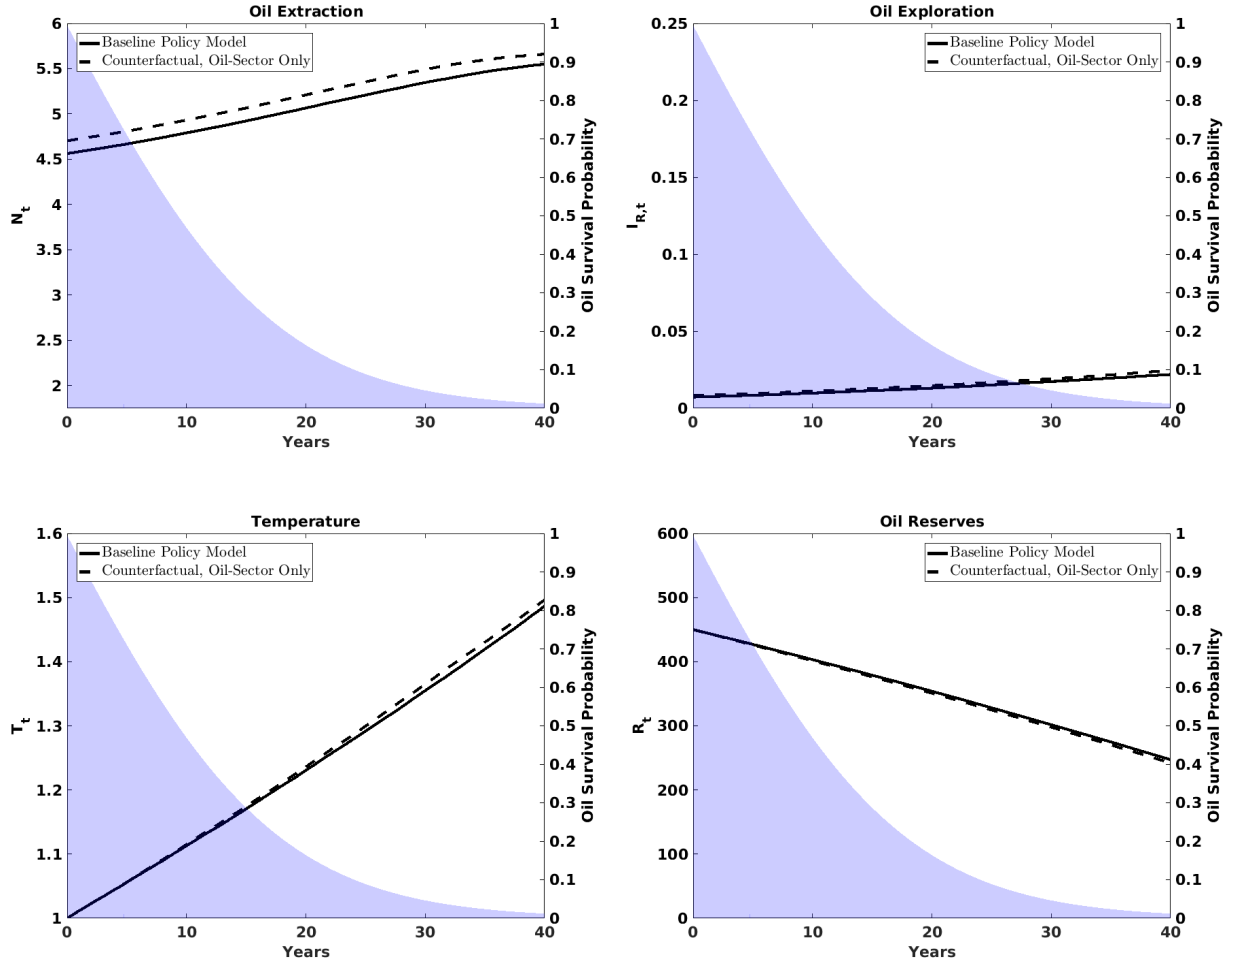 Oil Extraction
Baseline Policy Model
Counterfactual, Oil-Sector Only
6
5.5
5
4.5
4
3.5
3
2.5
2
1
0.9
0.8
0.7
0.6
0.5
0.4
0.3
0.2
0.1
0
N_t
Oil Survival Probability
0 10 20 30 40
Years
Oil Exploration
Baseline Policy Model
Counterfactual, Oil-Sector Only
0.25
0.2
0.15
0.1
0.05
0
1
0.9
0.8
0.7
0.6
0.5
0.4
0.3
0.2
0.1
0
I_{R,t}
Oil Survival Probability
0 10 20 30 40
Years
Temperature
Baseline Policy Model
Counterfactual, Oil-Sector Only
1.6
1.5
1.4
1.3
1.2
1.1
1
1
0.9
0.8
0.7
0.6
0.5
0.4
0.3
0.2
0.1
0
T_t
Oil Survival Probability
0 10 20 30 40
Years
Oil Reserves
Baseline Policy Model
Counterfactual, Oil-Sector Only
600
500
400
300
200
100
0
1
0.9
0.8
0.7
0.6
0.5
0.4
0.3
0.2
0.1
0
R_t
Oil Survival Probability
0 10 20 30 40
Years